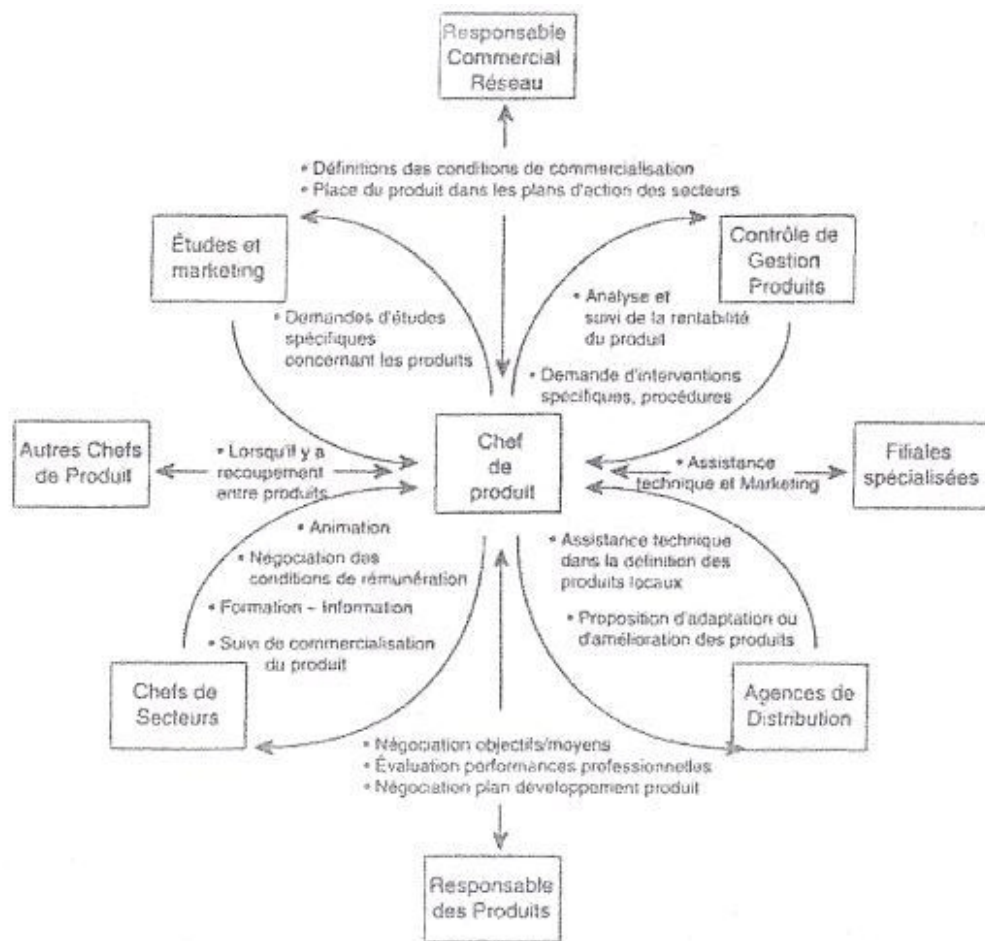 Responsable
Commercial
Réseau
• Définitions des conditions de commercialisation
• Place du produit dans les plans d'action des secteurs
Études et
marketing
Contrôle de
Gestion
Produits
• Demandes d'études
spécifiques
concernant les produits
• Analyse et
suivi de la rentabilité
du produit
• Demande d'interventions
spécifiques, procédures
Autres Chefs
de Produit
• Lorsqu'il y a
recoupement
entre produits
Chef
de
produit
• Assistance
technique et Marketing
Filiales
spécialisées
• Animation
• Négociation des
conditions de rémunération
• Formation – Information
• Suivi de commercialisation
du produit
• Assistance technique
dans la définition des
produits locaux
• Proposition d'adaptation ou
d'amélioration des produits
Chefs de
Secteurs
Agences de
Distribution
• Négociation objectifs/moyens
• Évaluation performances professionnelles
• Négociation plan développement produit
Responsable
des Produits